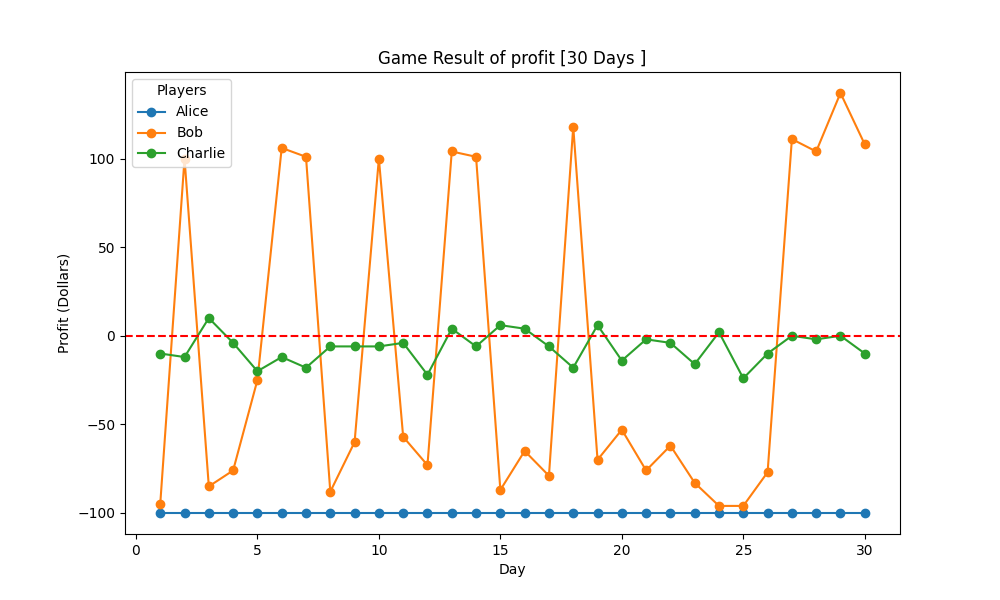 Game Result of profit [30 Days ]
Players
Alice
Bob
Charlie
Profit (Dollars)
100
50
0
−50
−100
0
5
10
15
20
25
30
Day